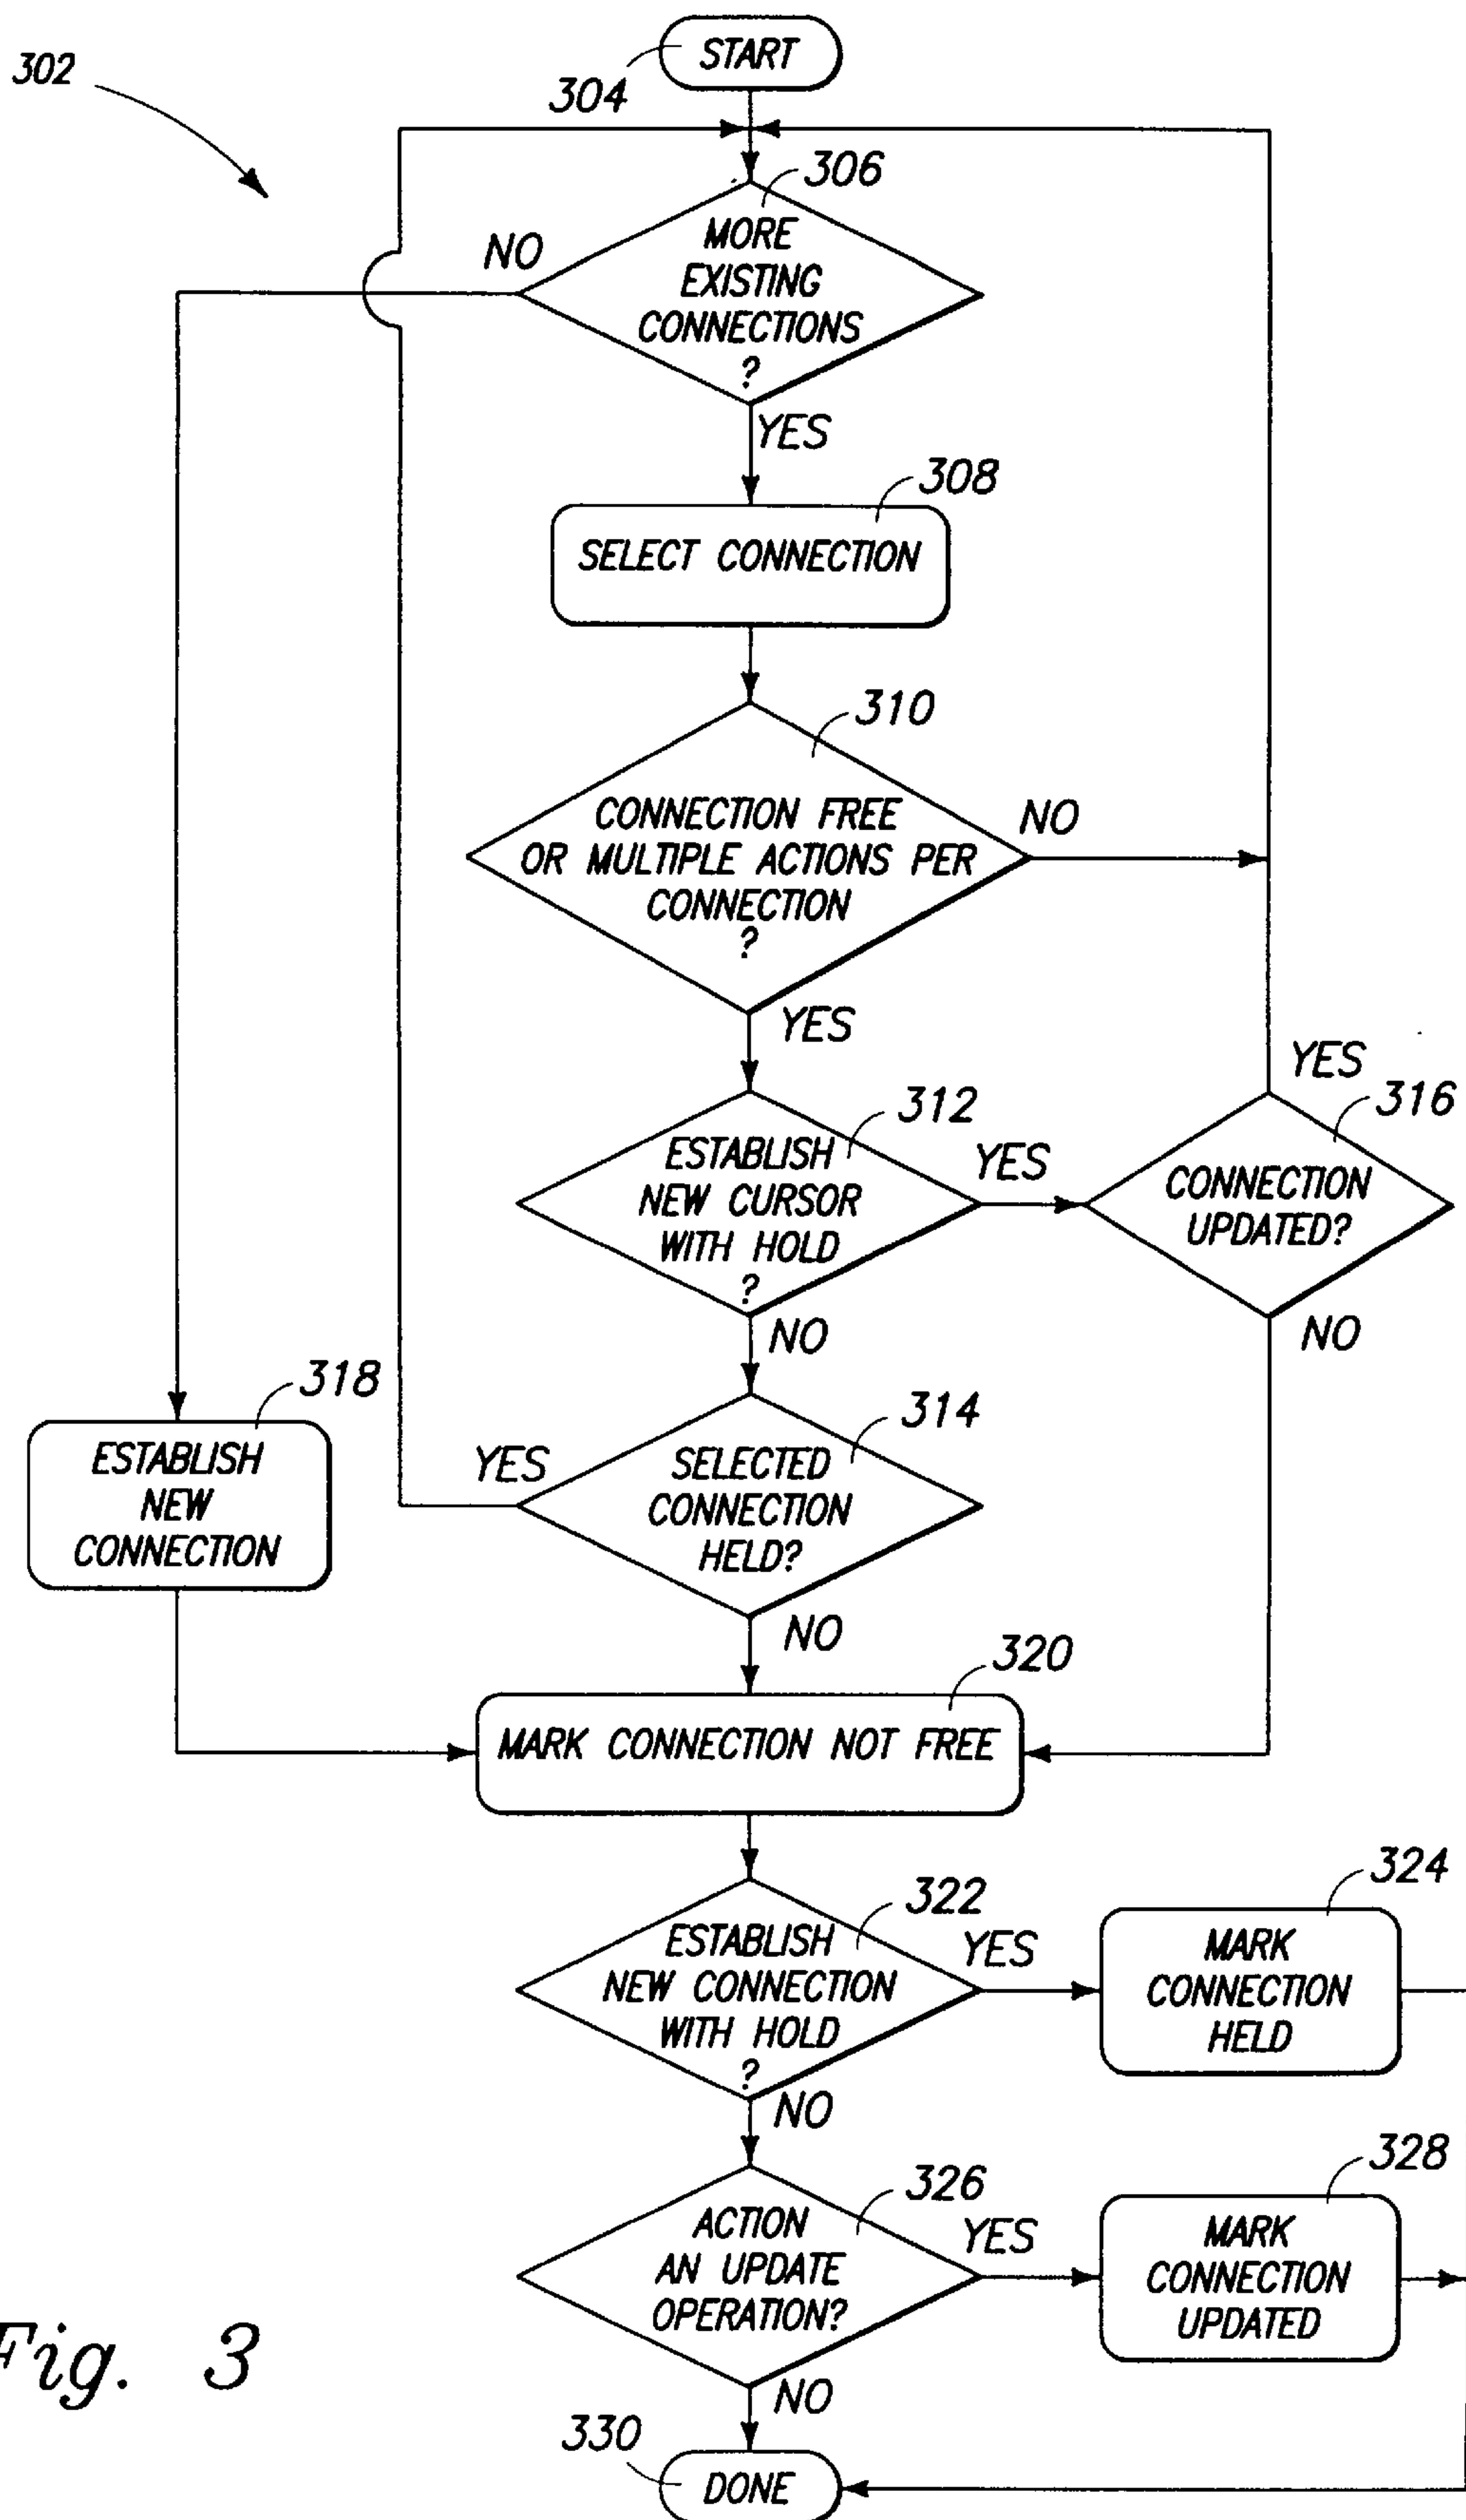 START
302
304
306
MORE
EXISTING
CONNECTIONS
?
NO
YES
308
SELECT CONNECTION
310
CONNECTION FREE
OR MULTIPLE ACTIONS PER
CONNECTION
?
NO
YES
312
ESTABLISH
NEW CURSOR
WITH HOLD
?
YES
NO
YES
316
CONNECTION
UPDATED?
NO
318
ESTABLISH
NEW
CONNECTION
314
SELECTED
CONNECTION
HELD?
YES
NO
320
MARK CONNECTION NOT FREE
322
ESTABLISH
NEW CONNECTION
WITH HOLD
?
YES
NO
324
MARK
CONNECTION
HELD
326
ACTION
AN UPDATE
OPERATION?
YES
NO
328
MARK
CONNECTION
UPDATED
330
DONE
Fig. 3